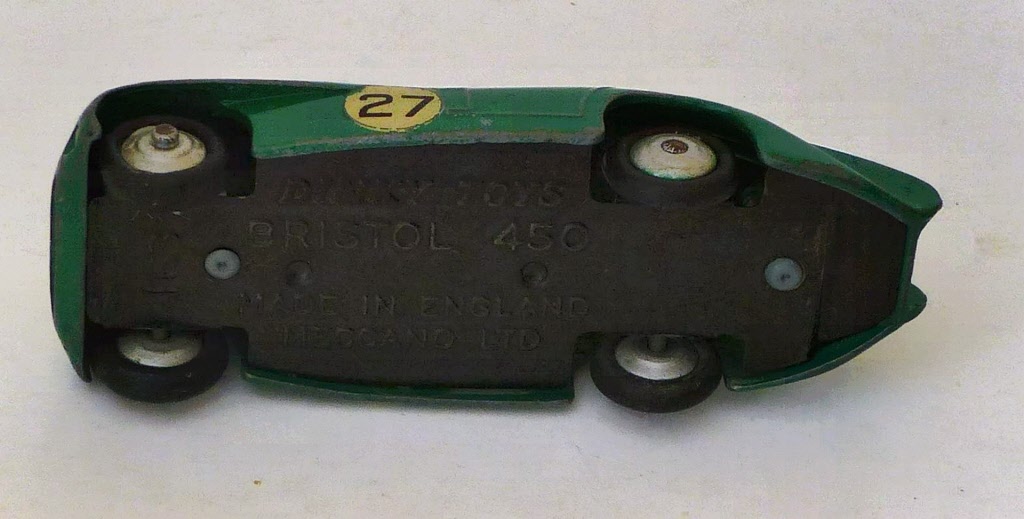 27
DINKY TOYS
BRISTOL 450
MADE IN ENGLAND
MECCANO LTD